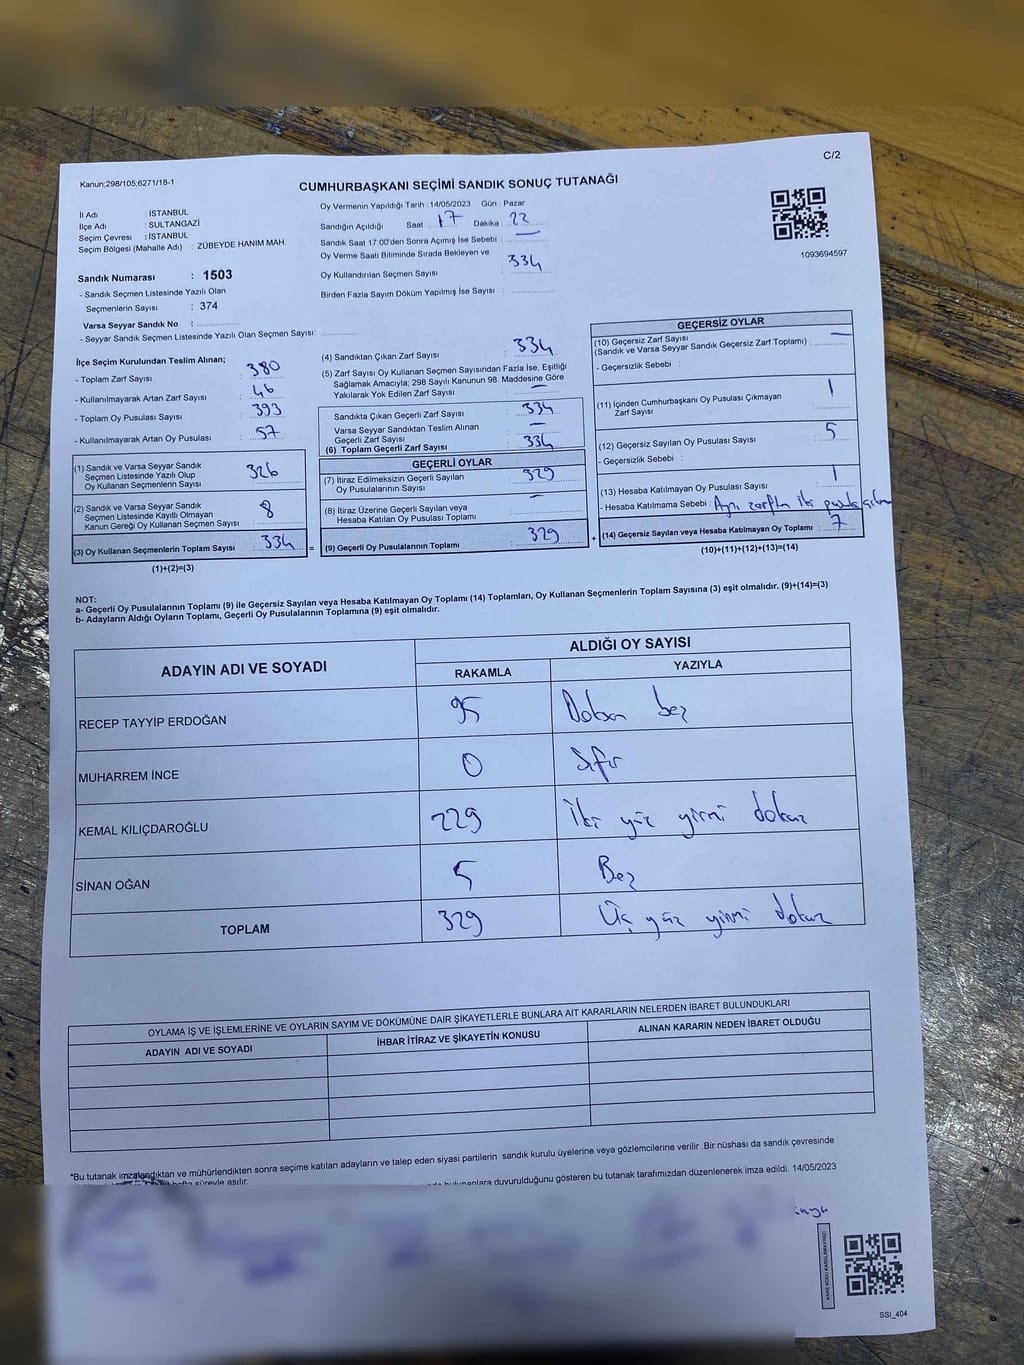 C/2
Kanun;298/105;6271/18-1
CUMHURBAŞKANI SEÇİMİ SANDIK SONUÇ TUTANAĞI
İl Adı : İSTANBUL
İlçe Adı : SULTANGAZİ
Seçim Çevresi : İSTANBUL
Seçim Bölgesi (Mahalle Adı) : ZÜBEYDE HANIM MAH
Sandık Numarası : 1503
- Sandık Seçmen Listesinde Yazılı Olan
Seçmenlerin Sayısı : 374
Varsa Seyyar Sandık No :
- Seyyar Sandık Seçmen Listesinde Yazılı Olan Seçmen Sayısı:
Oy Vermenin Yapıldığı Tarih : 14/05/2023 Gün : Pazar
Sandığın Açıldığı Saat : 17 Dakika : 22
Sandık Saat 17.00'den Sonra Açımış İse Sebebi : —
Oy Verme Saati Bitiminde Sırada Bekleyen ve
Oy Kullandırılan Seçmen Sayısı : 334
Birden Fazla Sayım Döküm Yapılmış İse Sayısı :
1093694597
İlçe Seçim Kurulundan Teslim Alınan;
- Toplam Zarf Sayısı : 380
- Kullanılmayarak Artan Zarf Sayısı : 46
- Toplam Oy Pusulası Sayısı : 393
- Kullanılmayarak Artan Oy Pusulası : 57
(1) Sandık ve Varsa Seyyar Sandık
Seçmen Listesinde Yazılı Olup
Oy Kullanan Seçmenlerin Sayısı : 326
(2) Sandık ve Varsa Seyyar Sandık
Seçmen Listesinde Kayıtlı Olmayan
Kanun Gereği Oy Kullanan Seçmen Sayısı : 8
(3) Oy Kullanan Seçmenlerin Toplam Sayısı : 334 =
(1)+(2)=(3)
(4) Sandıktan Çıkan Zarf Sayısı : 334
(5) Zarf Sayısı Oy Kullanan Seçmen Sayısından Fazla İse, Eşitliği
Sağlamak Amacıyla; 298 Sayılı Kanunun 98. Maddesine Göre
Yakılarak Yok Edilen Zarf Sayısı : —
Sandıkta Çıkan Geçerli Zarf Sayısı : 334
Varsa Seyyar Sandıktan Teslim Alınan
Geçerli Zarf Sayısı : —
(6) Toplam Geçerli Zarf Sayısı : 334
GEÇERLİ OYLAR
(7) İtiraz Edilmeksizin Geçerli Sayılan
Oy Pusulalarının Sayısı : 329
(8) İtiraz Üzerine Geçerli Sayılan veya
Hesaba Katılan Oy Pusulası Toplamı : —
(9) Geçerli Oy Pusulalarının Toplamı : 329 +
GEÇERSİZ OYLAR
(10) Geçersiz Zarf Sayısı
(Sandık ve Varsa Seyyar Sandık Geçersiz Zarf Toplamı) : —
- Geçersizlik Sebebi :
(11) İçinden Cumhurbaşkanı Oy Pusulası Çıkmayan
Zarf Sayısı : 1
(12) Geçersiz Sayılan Oy Pusulası Sayısı : 5
- Geçersizlik Sebebi :
(13) Hesaba Katılmayan Oy Pusulası Sayısı : 1
- Hesaba Katılmama Sebebi : Aynı zarftan iki pusula
(14) Geçersiz Sayılan veya Hesaba Katılmayan Oy Toplamı : 7
(10)+(11)+(12)+(13)=(14)
NOT:
a- Geçerli Oy Pusulalarının Toplamı (9) ile Geçersiz Sayılan veya Hesaba Katılmayan Oy Toplamı (14) Toplamları, Oy Kullanan Seçmenlerin Toplam Sayısına (3) eşit olmalıdır. (9)+(14)=(3)
b- Adayların Aldığı Oyların Toplamı, Geçerli Oy Pusulalarının Toplamına (9) eşit olmalıdır.
ADAYIN ADI VE SOYADI ALDIĞI OY SAYISI
RAKAMLA YAZIYLA
RECEP TAYYİP ERDOĞAN 95 Doksan beş
MUHARREM İNCE 0 Sıfır
KEMAL KILIÇDAROĞLU 229 İki yüz yirmi dokuz
SİNAN OĞAN 5 Beş
TOPLAM 329 Üç yüz yirmi dokuz
OYLAMA İŞ VE İŞLEMLERİNE VE OYLARIN SAYIM VE DÖKÜMÜNE DAİR ŞİKAYETLERLE BUNLARA AİT KARARLARIN NELERDEN İBARET BULUNDUKLARI
ADAYIN ADI VE SOYADI İHBAR İTİRAZ VE ŞİKAYETİN KONUSU ALINAN KARARIN NEDEN İBARET OLDUĞU
*Bu tutanak imzalandıktan ve mühürlendikten sonra seçime katılan adayların ve talep eden siyasi partilerin sandık kurulu üyelerine veya gözlemcilerine verilir .Bir nüshası da sandık çevresinde
hafta süreyle asılır.
bulunanlara duyurulduğunu gösteren bu tutanak tarafımızdan düzenlenerek imza edildi. 14/05/2023
SSI_404